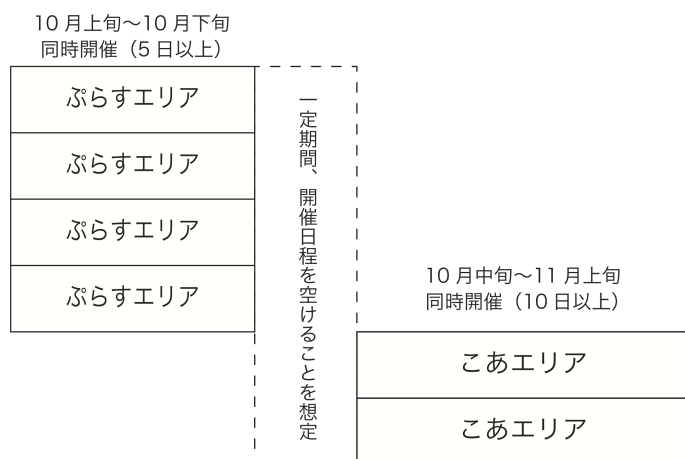 10月上旬〜10月下旬
同時開催（5日以上）
ぷらすエリア
ぷらすエリア
ぷらすエリア
ぷらすエリア
一定期間、開催日程を空けることを想定
10月中旬〜11月上旬
同時開催（10日以上）
こあエリア
こあエリア